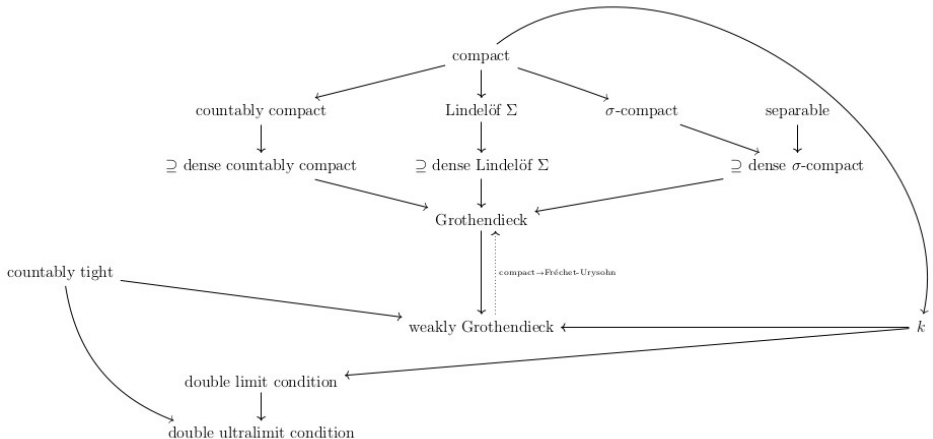 compact
countably compact
Lindelöf Σ
σ-compact
separable
⊇ dense countably compact
⊇ dense Lindelöf Σ
⊇ dense σ-compact
Grothendieck
countably tight
compact→Fréchet-Urysohn
weakly Grothendieck
k
double limit condition
double ultralimit condition